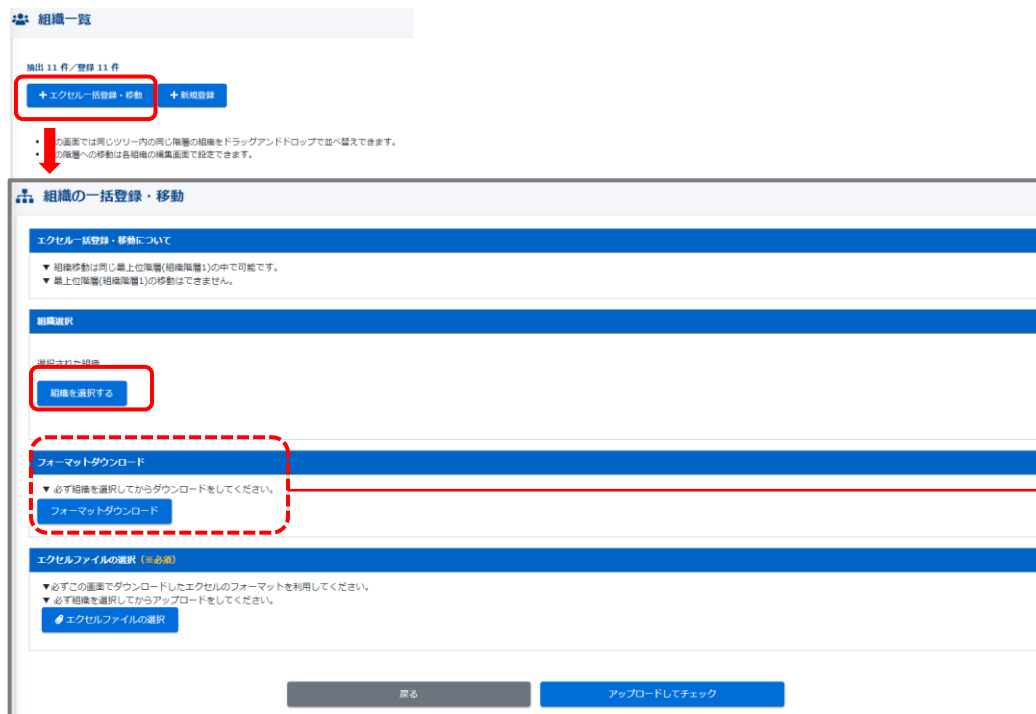 組織一覧
抽出 11 件／登録 11 件
+ エクセル一括登録・移動
+ 新規登録
の画面では同じツリー内の同じ階層の組織をドラッグアンドドロップで並べ替えできます。
の階層への移動は各組織の編集画面で設定できます。
組織の一括登録・移動
エクセル一括登録・移動について
▼ 組織移動は同じ最上位階層(組織階層1)の中で可能です。
▼ 最上位階層(組織階層1)の移動はできません。
組織選択
選択された組織
組織を選択する
フォーマットダウンロード
▼ 必ず組織を選択してからダウンロードをしてください。
フォーマットダウンロード
エクセルファイルの選択 (※必須)
▼必ずこの画面でダウンロードしたエクセルのフォーマットを利用してください。
▼ 必ず組織を選択してからアップロードをしてください。
エクセルファイルの選択
戻る
アップロードしてチェック